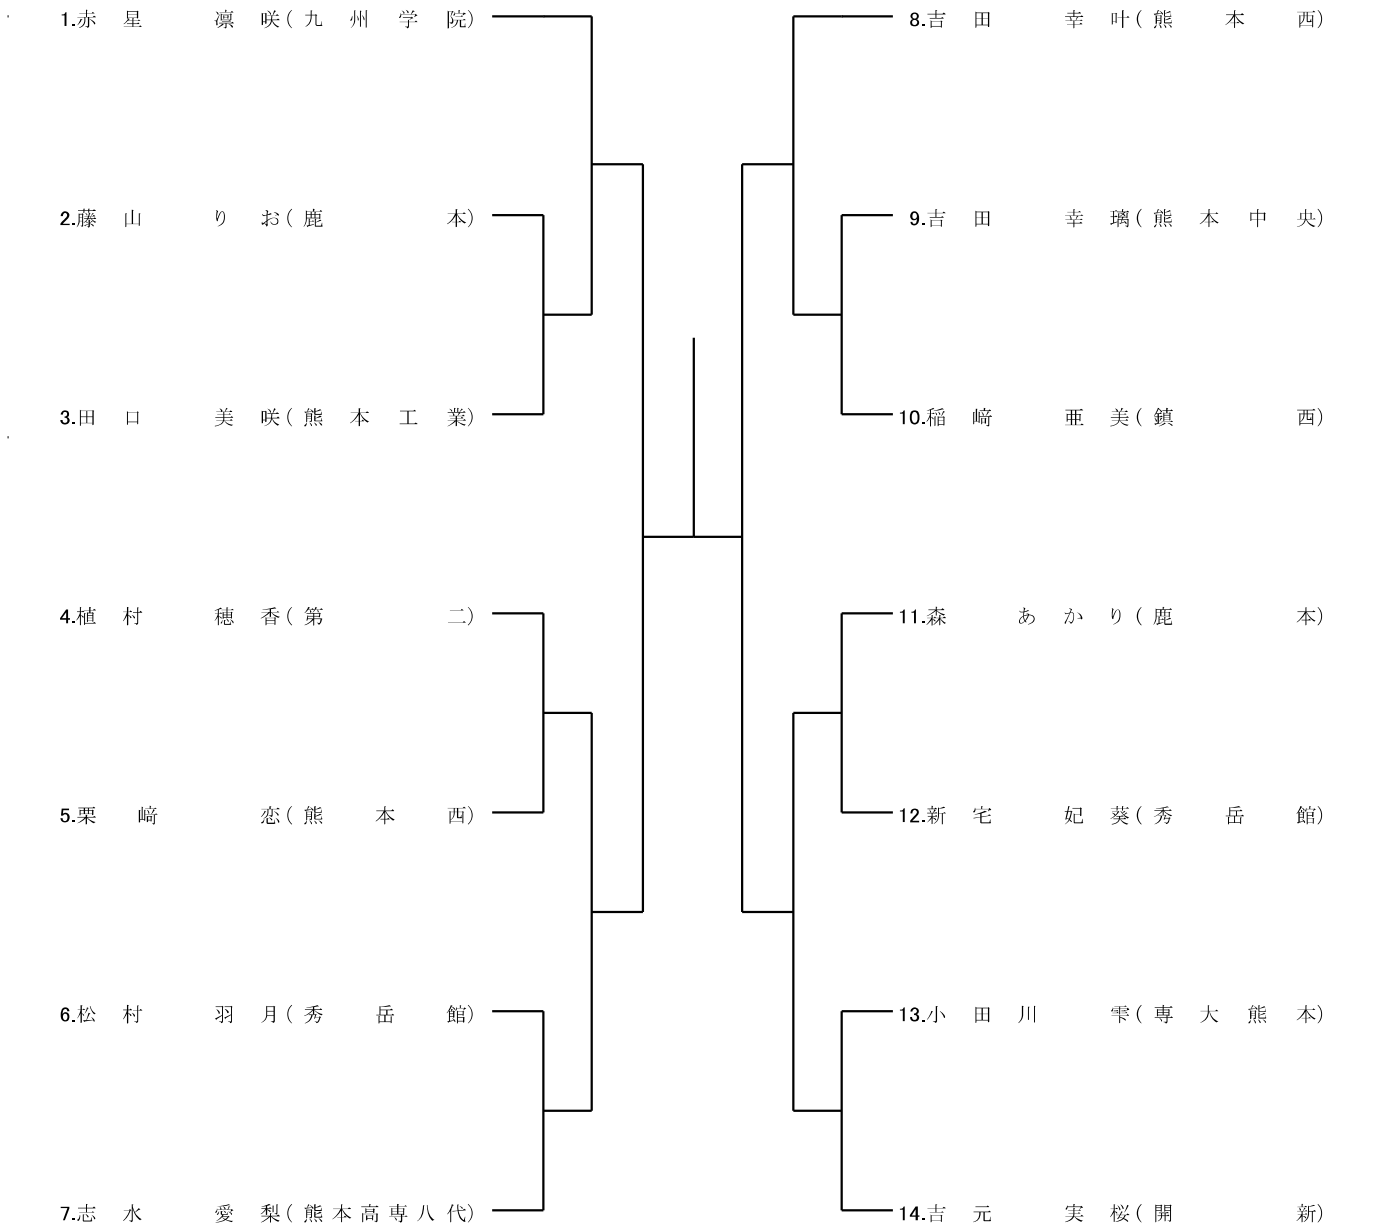 1.赤星 凛咲(九州学院)
2.藤山 りお(鹿本)
3.田口 美咲(熊本工業)
4.植村 穂香(第二)
5.栗﨑 恋(熊本西)
6.松村 羽月(秀岳館)
7.志水 愛梨(熊本高専八代)
8.吉田 幸叶(熊本西)
9.吉田 幸璃(熊本中央)
10.稲﨑 亜美(鎮西)
11.森 あかり(鹿本)
12.新宅 妃葵(秀岳館)
13.小田川 雫(専大熊本)
14.吉元 実桜(開新)